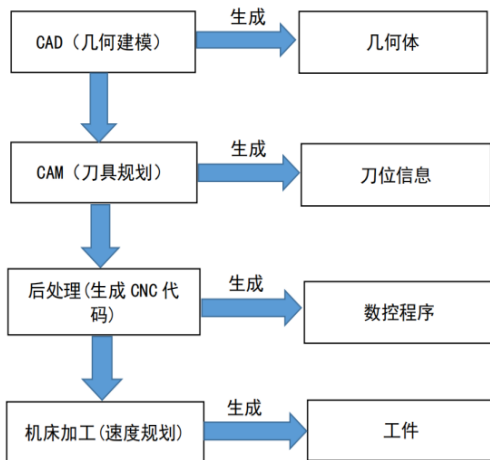 生成
CAD（几何建模）
几何体
生成
CAM（刀具规划）
刀位信息
生成
后处理(生成 CNC 代
码)
数控程序
生成
机床加工(速度规划)
工件